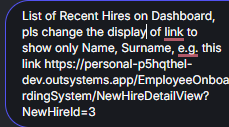 List of Recent Hires on Dashboard,
pls change the display of link to
show only Name, Surname, e.g. this
link https://personal-p5hqthel-
dev.outsystems.app/EmployeeOnboa
rdingSystem/NewHireDetailView?
NewHireId=3